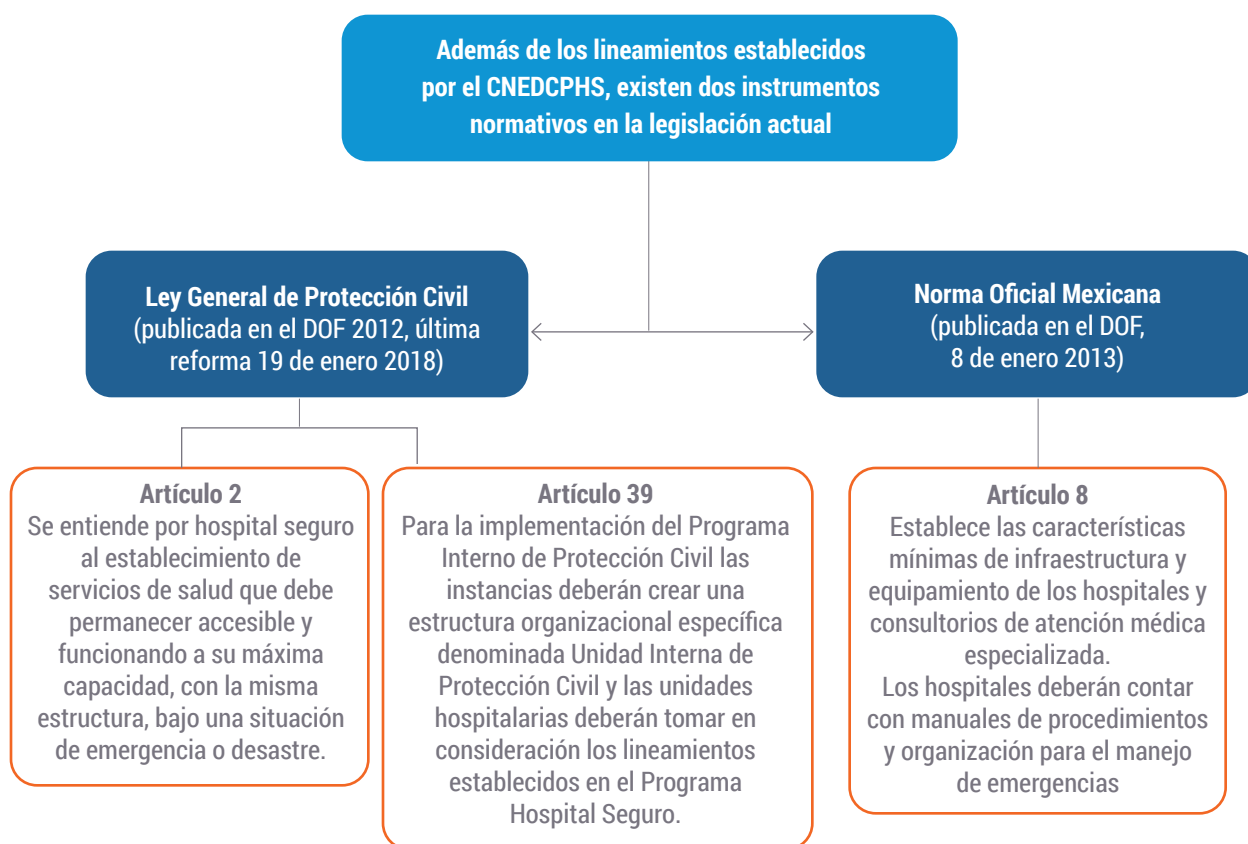 Además de los lineamientos establecidos
por el CNEDCPHS, existen dos instrumentos
normativos en la legislación actual
Ley General de Protección Civil
(publicada en el DOF 2012, última
reforma 19 de enero 2018)
Norma Oficial Mexicana
(publicada en el DOF,
8 de enero 2013)
Artículo 2
Se entiende por hospital seguro
al establecimiento de
servicios de salud que debe
permanecer accesible y
funcionando a su máxima
capacidad, con la misma
estructura, bajo una situación
de emergencia o desastre.
Artículo 39
Para la implementación del Programa
Interno de Protección Civil las
instancias deberán crear una
estructura organizacional específica
denominada Unidad Interna de
Protección Civil y las unidades
hospitalarias deberán tomar en
consideración los lineamientos
establecidos en el Programa
Hospital Seguro.
Artículo 8
Establece las características
mínimas de infraestructura y
equipamiento de los hospitales y
consultorios de atención médica
especializada.
Los hospitales deberán contar
con manuales de procedimientos
y organización para el manejo
de emergencias